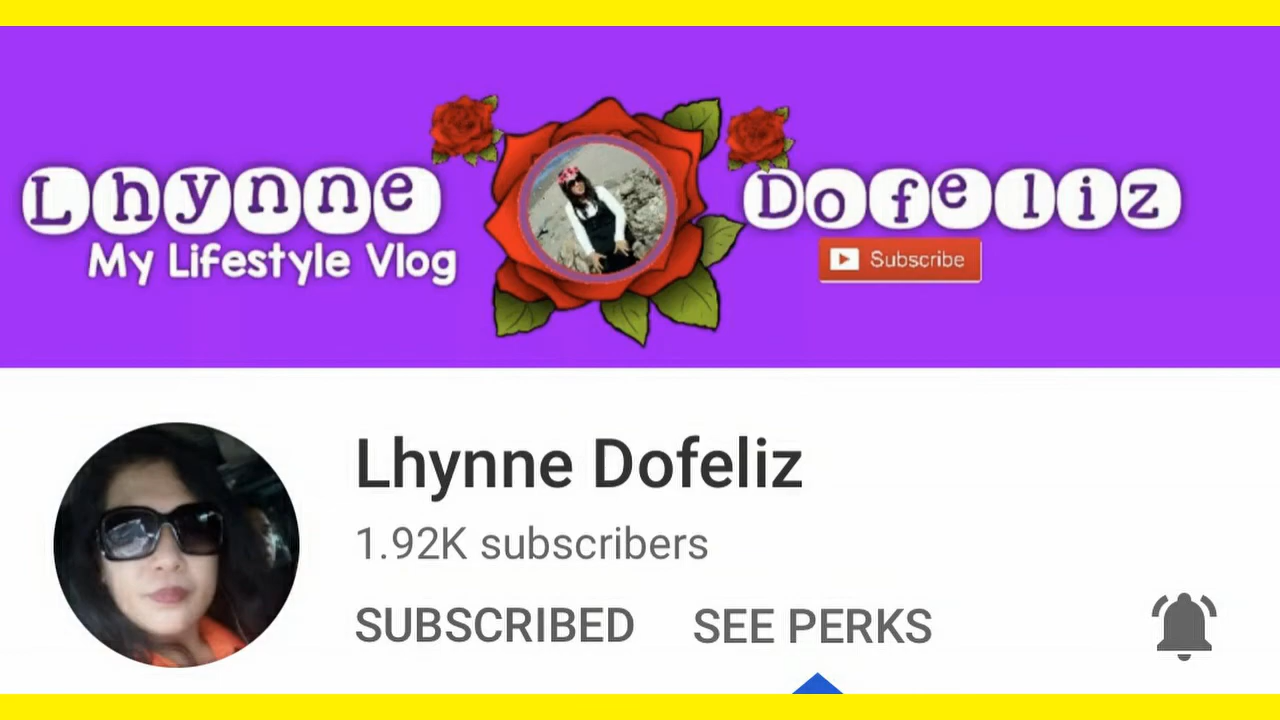 Lhynne Dofeliz
My Lifestyle Vlog
Subscribe
Lhynne Dofeliz
1.92K subscribers
SUBSCRIBED SEE PERKS